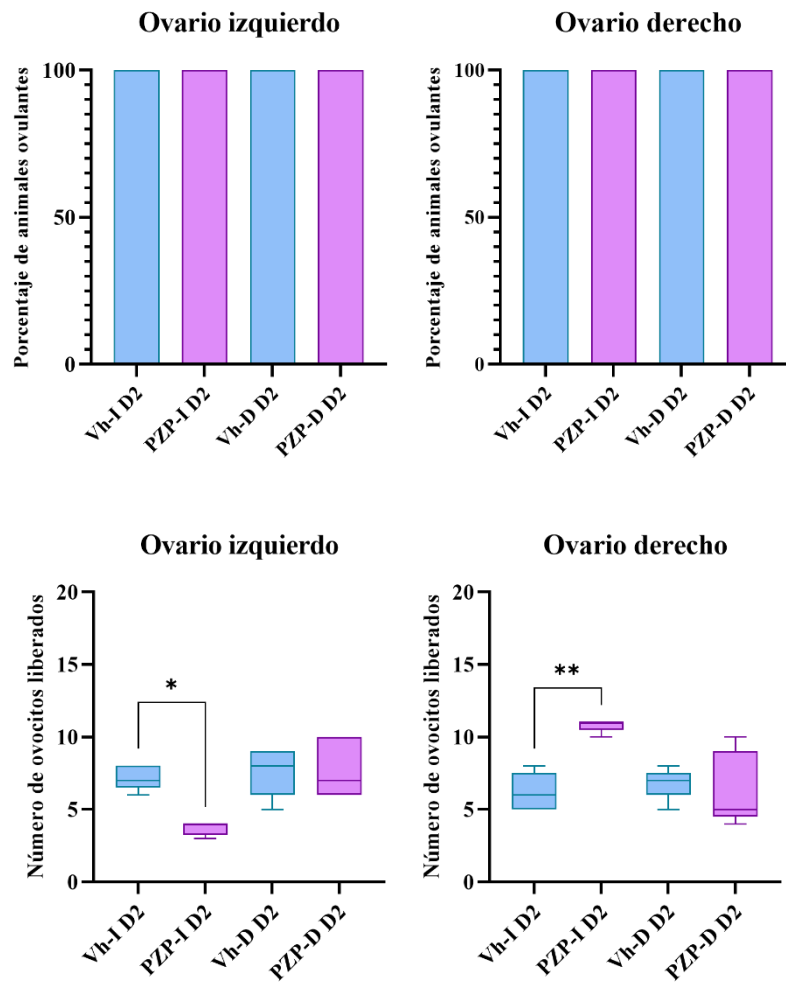 Ovario izquierdo
Porcentaje de animales ovulantes
100
50
0
Vh-I D2
PZP-I D2
Vh-D D2
PZP-D D2
Ovario derecho
Porcentaje de animales ovulantes
100
50
0
Vh-I D2
PZP-I D2
Vh-D D2
PZP-D D2
Ovario izquierdo
Número de ovocitos liberados
20
15
10
5
0
*
Vh-I D2
PZP-I D2
Vh-D D2
PZP-D D2
Ovario derecho
Número de ovocitos liberados
20
15
10
5
0
**
Vh-I D2
PZP-I D2
Vh-D D2
PZP-D D2